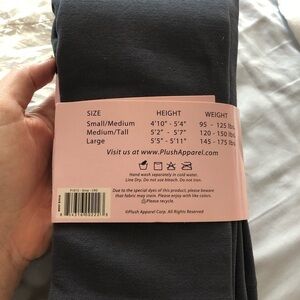 SIZE HEIGHT WEIGHT
Small/Medium 4'10" - 5'4" 95 - 125 lbs
Medium/Tall 5'2" - 5'7" 120 - 150 lbs
Large 5'5" - 5'11" 145 - 175 lbs
Visit us at www.PlushApparel.com
Hand wash separately in cold water.
Line Dry. Do not use bleach. Do not iron.
Due to the special dyes of this product, please beware
that fabric may stain. Please enjoy with like colors.
Please Recycle.
©Plush Apparel Corp. All Rights Reserved